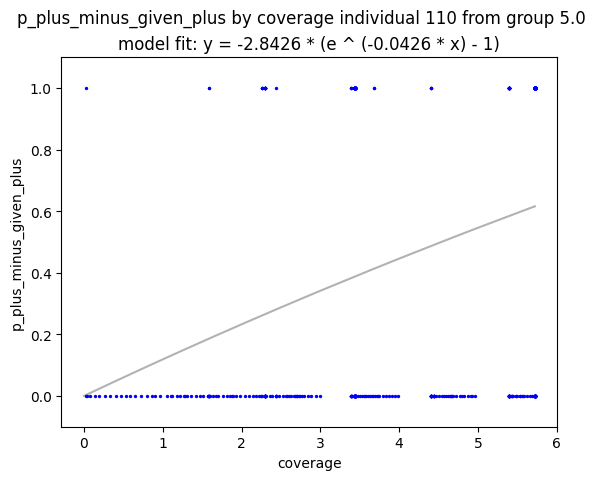 p_plus_minus_given_plus by coverage individual 110 from group 5.0
model fit: y = -2.8426 * (e ^ (-0.0426 * x) - 1)
p_plus_minus_given_plus
1.0
0.8
0.6
0.4
0.2
0.0
0 1 2 3 4 5 6
coverage